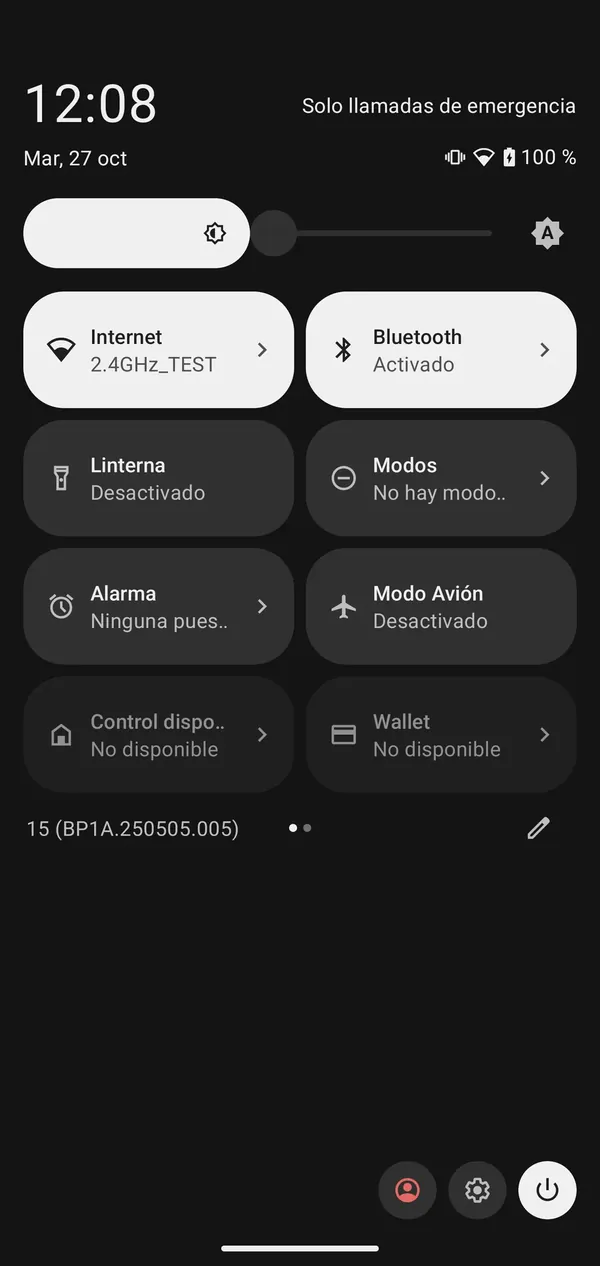 12:08
Solo llamadas de emergencia
Mar, 27 oct
100 %
A
Internet
2.4GHz_TEST
Bluetooth
Activado
Linterna
Desactivado
Modos
No hay modo..
Alarma
Ninguna pues..
Modo Avión
Desactivado
Control dispo..
No disponible
Wallet
No disponible
15 (BP1A.250505.005)